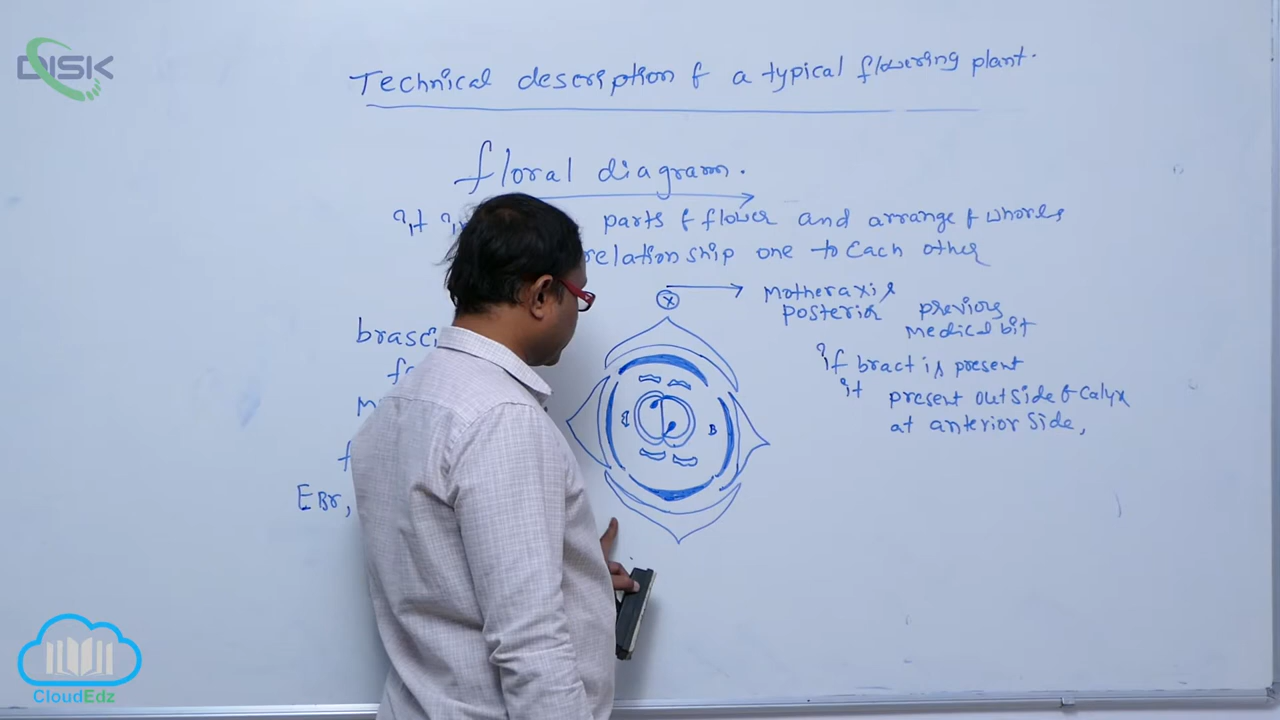 DISK
Technical description of a typical flowering plant.
floral diagram.
it parts of flower and arrange of whorls
relationship one to each other
Motheraxis
posterior previous
Medical bit
if bract is present
it present outside of calyx
at anterior side,
EBr,
B
CloudEdz